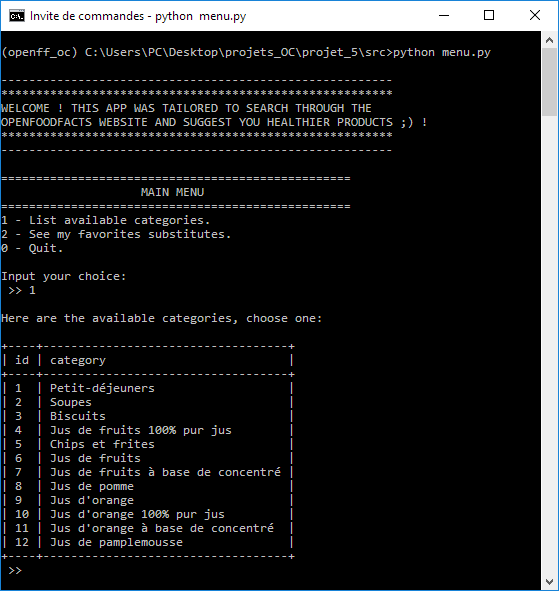 Invite de commandes - python  menu.py
(openff_oc) C:\Users\PC\Desktop\projets_OC\projet_5\src>python menu.py
--------------------------------------------------------
********************************************************
WELCOME ! THIS APP WAS TAILORED TO SEARCH THROUGH THE
OPENFOODFACTS WEBSITE AND SUGGEST YOU HEALTHIER PRODUCTS ;) !
********************************************************
--------------------------------------------------------
==================================================
                    MAIN MENU
==================================================
1 - List available categories.
2 - See my favorites substitutes.
0 - Quit.
Input your choice:
 >> 1
Here are the available categories, choose one:
+----+-----------------------------------+
| id | category                          |
+----+-----------------------------------+
| 1  | Petit-déjeuners                   |
| 2  | Soupes                            |
| 3  | Biscuits                          |
| 4  | Jus de fruits 100% pur jus        |
| 5  | Chips et frites                   |
| 6  | Jus de fruits                     |
| 7  | Jus de fruits à base de concentré |
| 8  | Jus de pomme                      |
| 9  | Jus d'orange                      |
| 10 | Jus d'orange 100% pur jus         |
| 11 | Jus d'orange à base de concentré  |
| 12 | Jus de pamplemousse               |
+----+-----------------------------------+
 >>